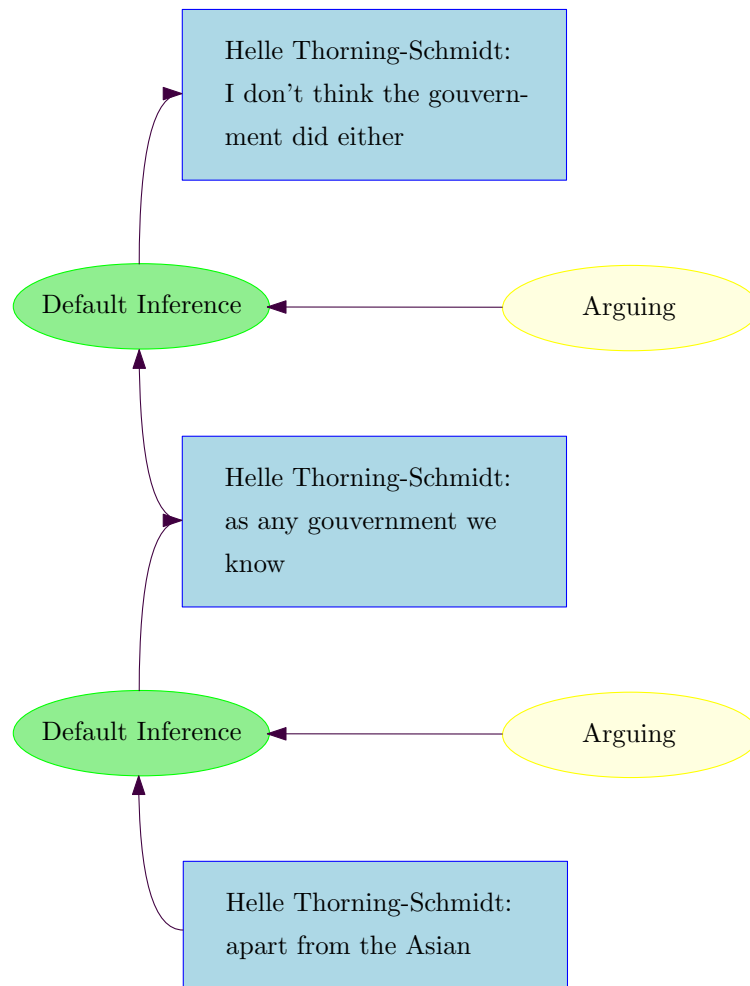 Helle Thorning-Schmidt:
I don't think the gouvern-
ment did either
Default Inference
Arguing
Helle Thorning-Schmidt:
as any gouvernment we
know
Default Inference
Arguing
Helle Thorning-Schmidt:
apart from the Asian